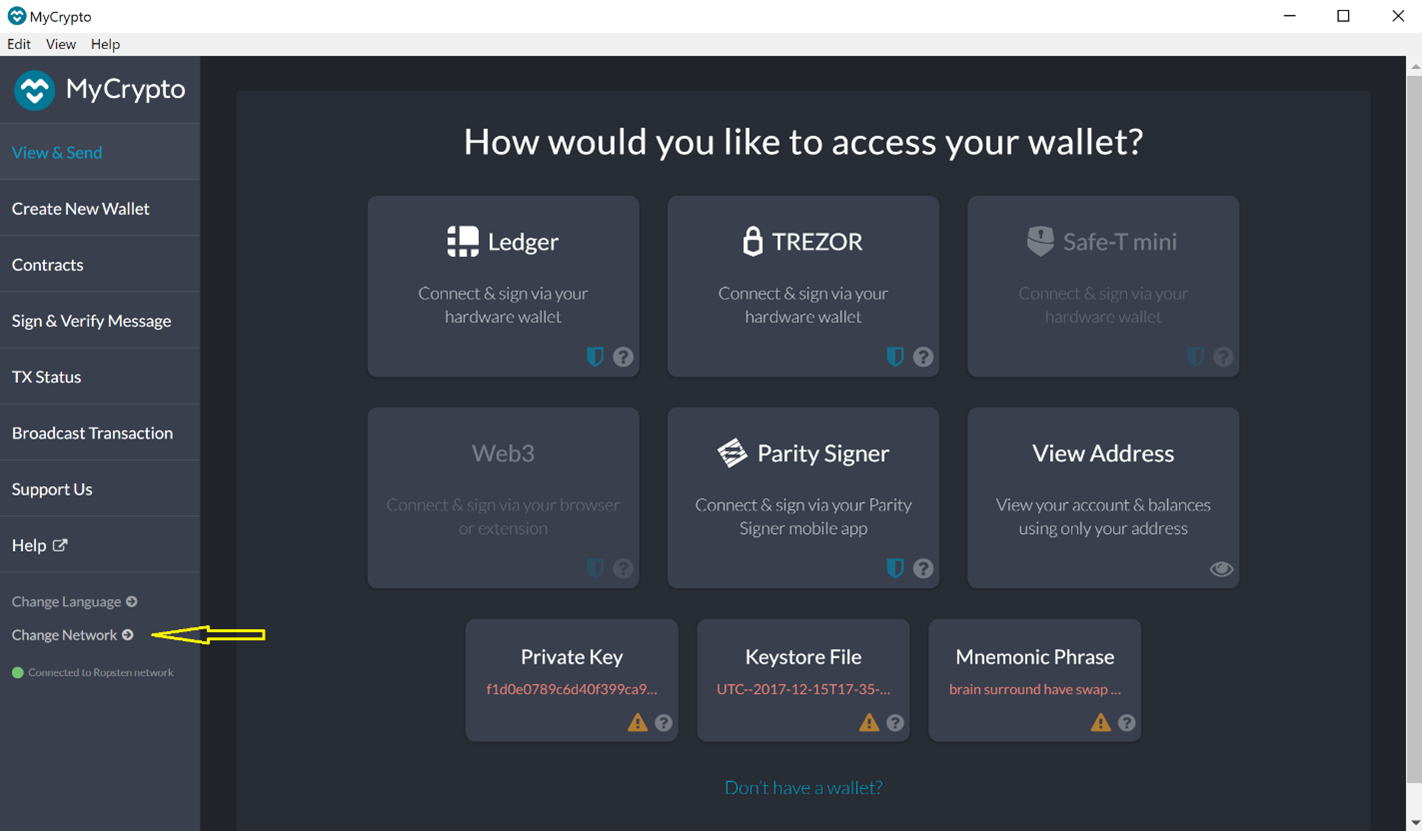 MyCrypto
Edit View Help
MyCrypto
View & Send
Create New Wallet
Contracts
Sign & Verify Message
TX Status
Broadcast Transaction
Support Us
Help
Change Language
Change Network
Connected to Ropsten network
How would you like to access your wallet?
Ledger
Connect & sign via your
hardware wallet
?
TREZOR
Connect & sign via your
hardware wallet
?
Safe-T mini
Connect & sign via your
hardware wallet
?
Web3
Connect & sign via your browser
or extension
?
Parity Signer
Connect & sign via your Parity
Signer mobile app
?
View Address
View your account & balances
using only your address
Private Key
f1d0e0789c6d40f399ca9...
?
Keystore File
UTC--2017-12-15T17-35-...
?
Mnemonic Phrase
brain surround have swap ...
?
Don't have a wallet?